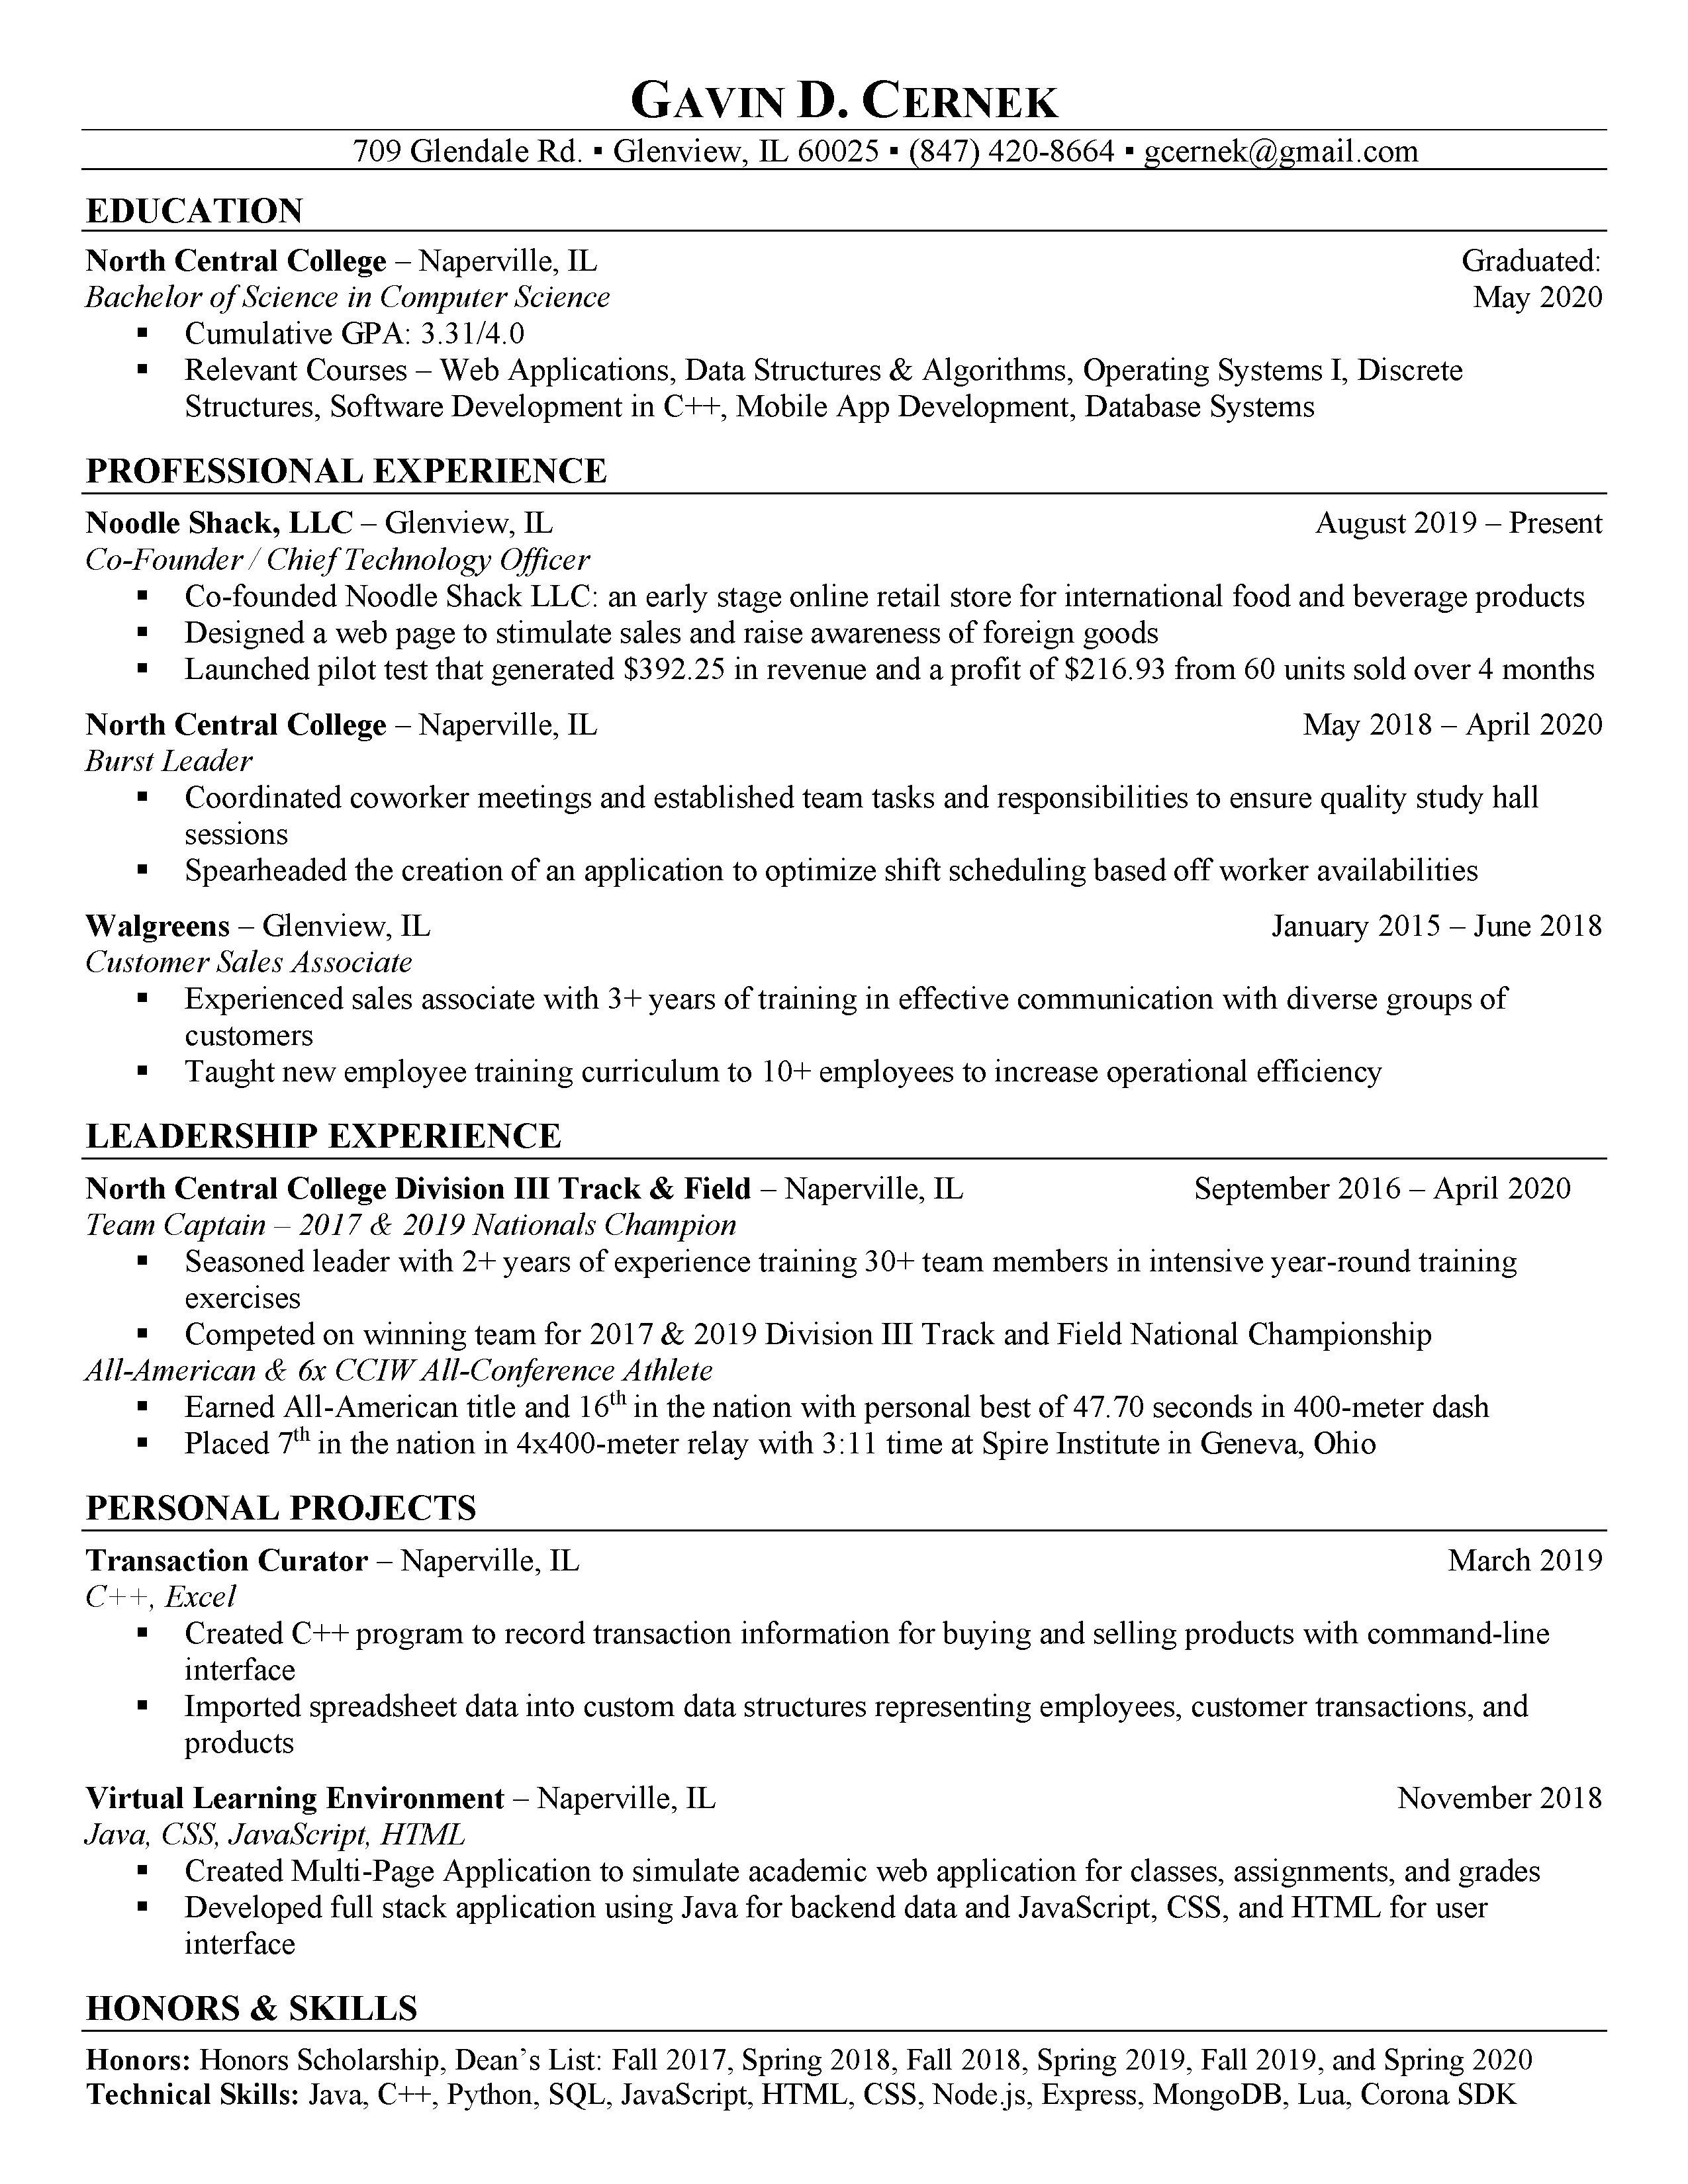 GAVIN D. CERNEK
709 Glendale Rd. ▪ Glenview, IL 60025 ▪ (847) 420-8664 ▪ gcernek@gmail.com
EDUCATION
North Central College – Naperville, IL Graduated:
Bachelor of Science in Computer Science May 2020
▪ Cumulative GPA: 3.31/4.0
▪ Relevant Courses – Web Applications, Data Structures & Algorithms, Operating Systems I, Discrete
Structures, Software Development in C++, Mobile App Development, Database Systems
PROFESSIONAL EXPERIENCE
Noodle Shack, LLC – Glenview, IL August 2019 – Present
Co-Founder / Chief Technology Officer
▪ Co-founded Noodle Shack LLC: an early stage online retail store for international food and beverage products
▪ Designed a web page to stimulate sales and raise awareness of foreign goods
▪ Launched pilot test that generated $392.25 in revenue and a profit of $216.93 from 60 units sold over 4 months
North Central College – Naperville, IL May 2018 – April 2020
Burst Leader
▪ Coordinated coworker meetings and established team tasks and responsibilities to ensure quality study hall
sessions
▪ Spearheaded the creation of an application to optimize shift scheduling based off worker availabilities
Walgreens – Glenview, IL January 2015 – June 2018
Customer Sales Associate
▪ Experienced sales associate with 3+ years of training in effective communication with diverse groups of
customers
▪ Taught new employee training curriculum to 10+ employees to increase operational efficiency
LEADERSHIP EXPERIENCE
North Central College Division III Track & Field – Naperville, IL September 2016 – April 2020
Team Captain – 2017 & 2019 Nationals Champion
▪ Seasoned leader with 2+ years of experience training 30+ team members in intensive year-round training
exercises
▪ Competed on winning team for 2017 & 2019 Division III Track and Field National Championship
All-American & 6x CCIW All-Conference Athlete
▪ Earned All-American title and 16th in the nation with personal best of 47.70 seconds in 400-meter dash
▪ Placed 7th in the nation in 4x400-meter relay with 3:11 time at Spire Institute in Geneva, Ohio
PERSONAL PROJECTS
Transaction Curator – Naperville, IL March 2019
C++, Excel
▪ Created C++ program to record transaction information for buying and selling products with command-line
interface
▪ Imported spreadsheet data into custom data structures representing employees, customer transactions, and
products
Virtual Learning Environment – Naperville, IL November 2018
Java, CSS, JavaScript, HTML
▪ Created Multi-Page Application to simulate academic web application for classes, assignments, and grades
▪ Developed full stack application using Java for backend data and JavaScript, CSS, and HTML for user
interface
HONORS & SKILLS
Honors: Honors Scholarship, Dean’s List: Fall 2017, Spring 2018, Fall 2018, Spring 2019, Fall 2019, and Spring 2020
Technical Skills: Java, C++, Python, SQL, JavaScript, HTML, CSS, Node.js, Express, MongoDB, Lua, Corona SDK